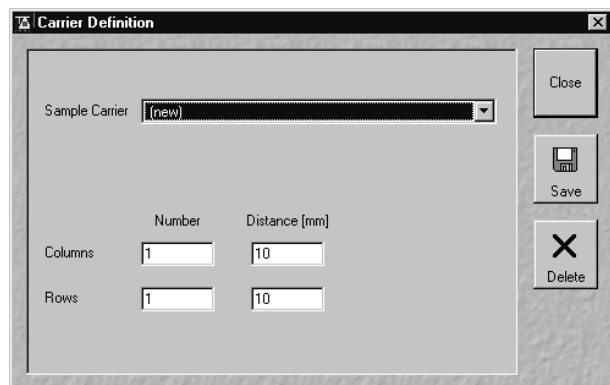 Carrier Definition
Sample Carrier (new)
Close
Save
Number Distance [mm]
Columns 1 10
Delete
Rows 1 10